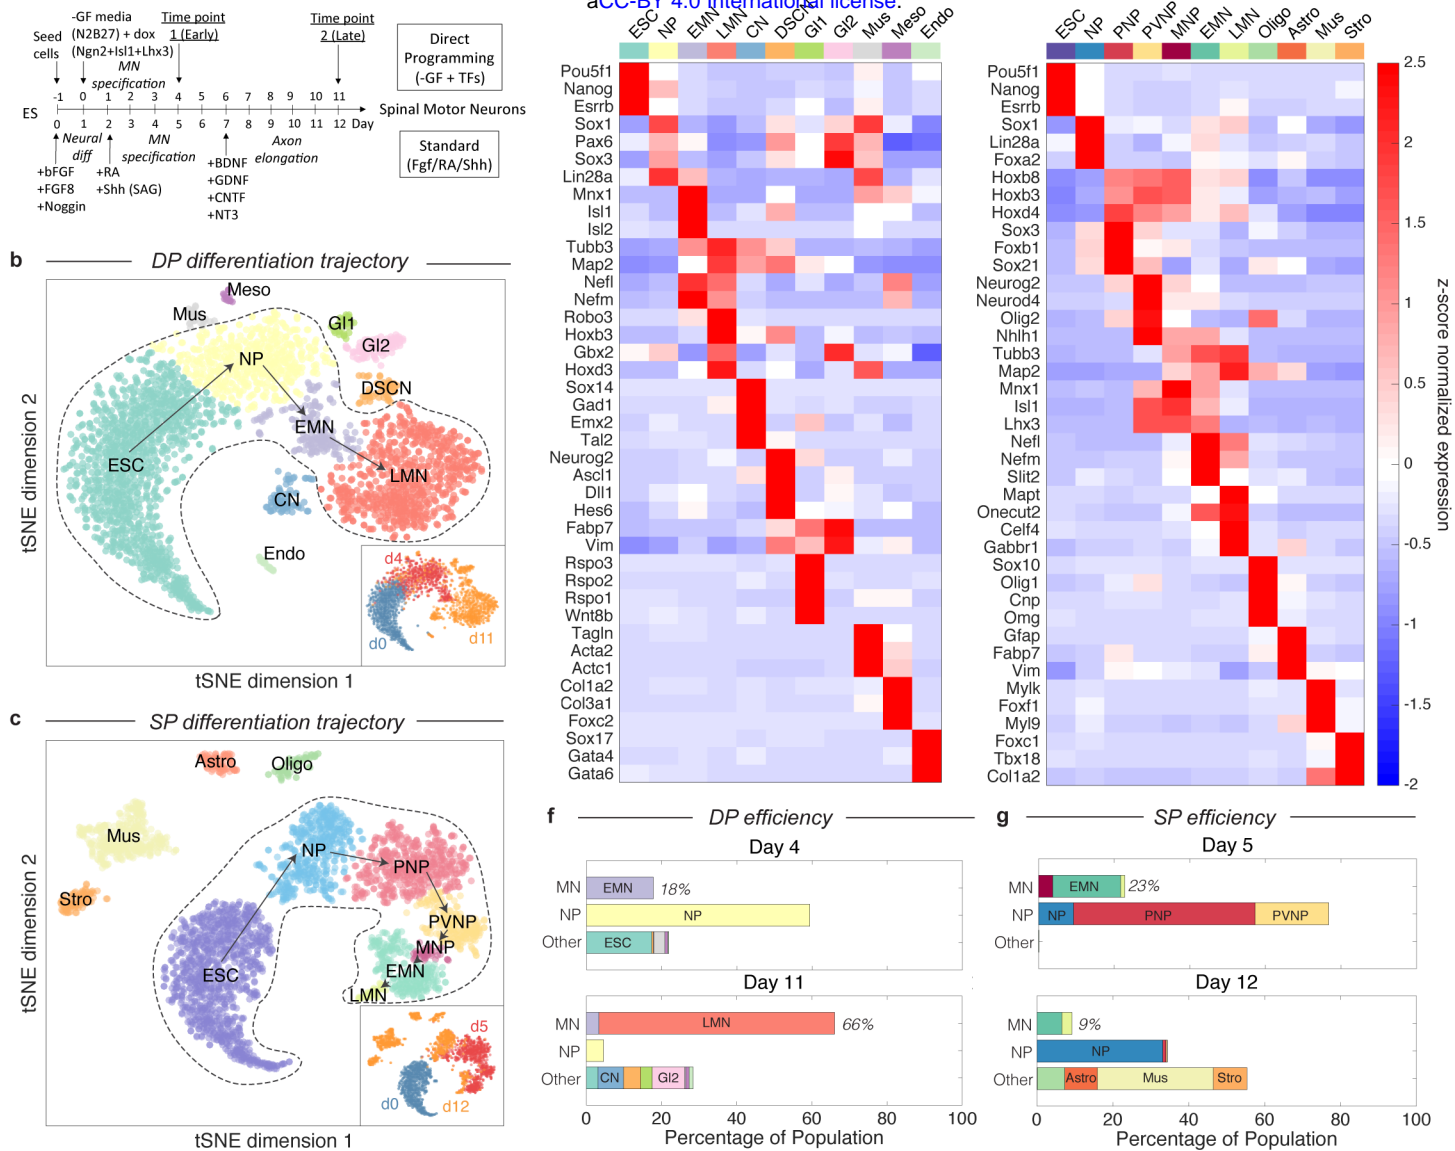 aCC-BY 4.0 International license.
-GF media
(N2B27) + dox
(Ngn2+Isl1+Lhx3)
Seed
cells
MN
specification
Time point
1 (Early)
Time point
2 (Late)
Direct
Programming
(-GF + TFs)
-1 0 1 2 3 4 5 6 7 8 9 10 11
ES
Spinal Motor Neurons
0 1 2 3 4 5 6 7 8 9 10 11 12 Day
Neural
diff
MN
specification
Axon
elongation
Standard
(Fgf/RA/Shh)
+bFGF
+FGF8
+Noggin
+RA
+Shh (SAG)
+BDNF
+GDNF
+CNTF
+NT3
b
DP differentiation trajectory
tSNE dimension 2
Meso
Mus
Gl1
Gl2
NP
DSCN
EMN
ESC
LMN
CN
Endo
d4
d0
d11
tSNE dimension 1
c
SP differentiation trajectory
tSNE dimension 2
Astro
Oligo
Mus
NP
PNP
Stro
PVNP
MNP
ESC
EMN
LMN
d5
d0
d12
tSNE dimension 1
ESC NP EMN LMN CN DSCN Gl1 Gl2 Mus Meso Endo
Pou5f1
Nanog
Esrrb
Sox1
Pax6
Sox3
Lin28a
Mnx1
Isl1
Isl2
Tubb3
Map2
Nefl
Nefm
Robo3
Hoxb3
Gbx2
Hoxd3
Sox14
Gad1
Emx2
Tal2
Neurog2
Ascl1
Dll1
Hes6
Fabp7
Vim
Rspo3
Rspo2
Rspo1
Wnt8b
Tagln
Acta2
Actc1
Col1a2
Col3a1
Foxc2
Sox17
Gata4
Gata6
ESC NP PNP PVNP MNP EMN LMN Oligo Astro Mus Stro
Pou5f1
Nanog
Esrrb
Sox1
Lin28a
Foxa2
Hoxb8
Hoxb3
Hoxd4
Sox3
Foxb1
Sox21
Neurog2
Neurod4
Olig2
Nhlh1
Tubb3
Map2
Mnx1
Isl1
Lhx3
Nefl
Nefm
Slit2
Mapt
Onecut2
Celf4
Gabbr1
Sox10
Olig1
Cnp
Omg
Gfap
Fabp7
Vim
Mylk
Foxf1
Myl9
Foxc1
Tbx18
Col1a2
2.5
2
1.5
1
0.5
0
-0.5
-1
-1.5
-2
z-score normalized expression
f
DP efficiency
Day 4
MN EMN 18%
NP NP
Other ESC
Day 11
MN LMN 66%
NP
Other CN Gl2
0 20 40 60 80 100
Percentage of Population
g
SP efficiency
Day 5
MN EMN 23%
NP NP PNP PVNP
Other
Day 12
MN 9%
NP NP
Other Astro Mus Stro
0 20 40 60 80 100
Percentage of Population